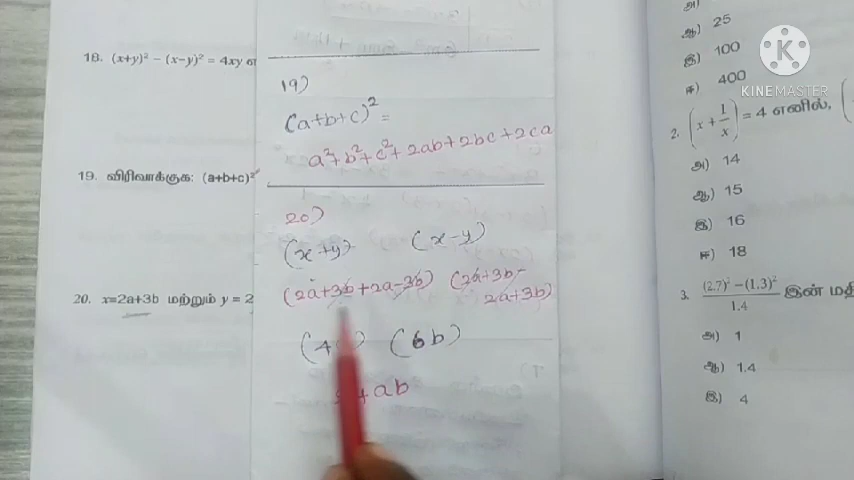 18. (x+y)² − (x−y)² = 4xy
19. விரிவாக்குக: (a+b+c)²
20. x=2a+3b மற்றும் y = 2
19)
(a+b+c)² =
a²+b²+c²+2ab+2bc+2ca
20)
(x+y) (x-y)
(2a+3b+2a-3b) (2a+3b-
2a+3b)
(4 ) (6b)
ab
அ)
ஆ) 25
இ) 100
ஈ) 400
2. (x + 1/x) = 4 எனில்,
அ) 14
ஆ) 15
இ) 16
ஈ) 18
3. (2.7)² − (1.3)² / 1.4 இன்
அ) 1
ஆ) 1.4
இ) 4
K
KINEMASTER